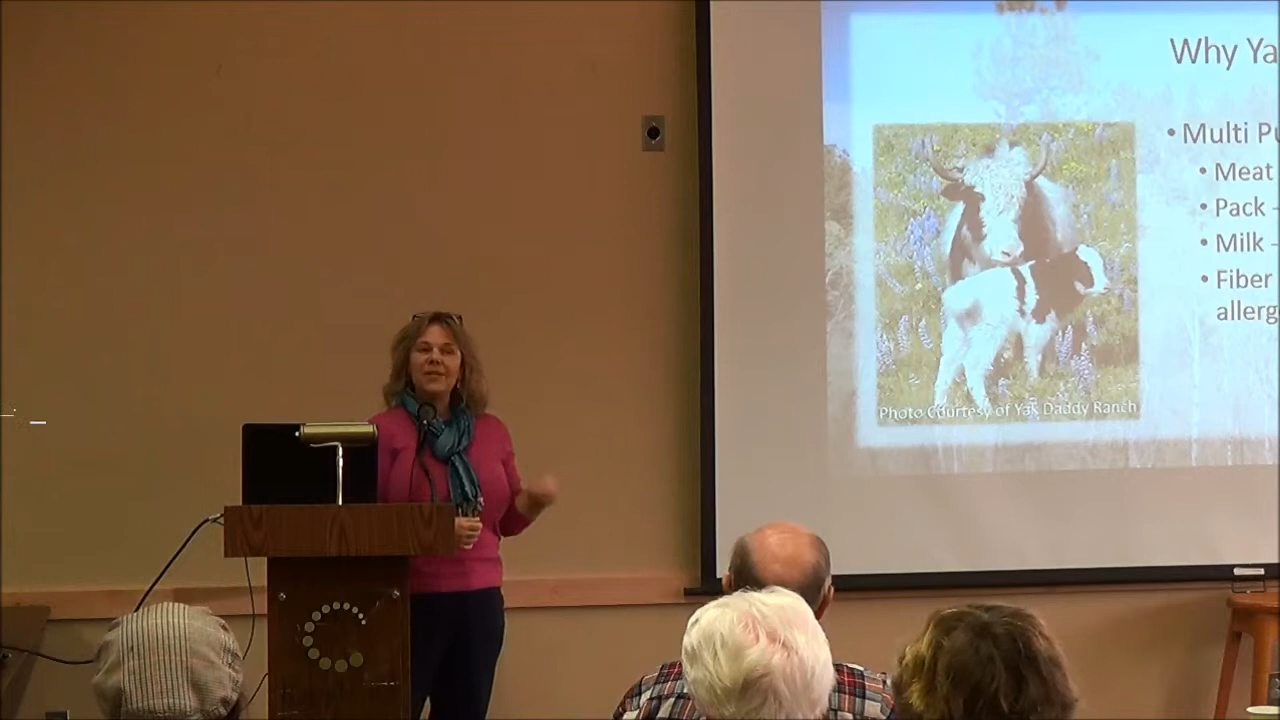 Why Ya
• Multi Pu
• Meat
• Pack -
• Milk -
• Fiber
allerg
Photo Courtesy of Yak Daddy Ranch